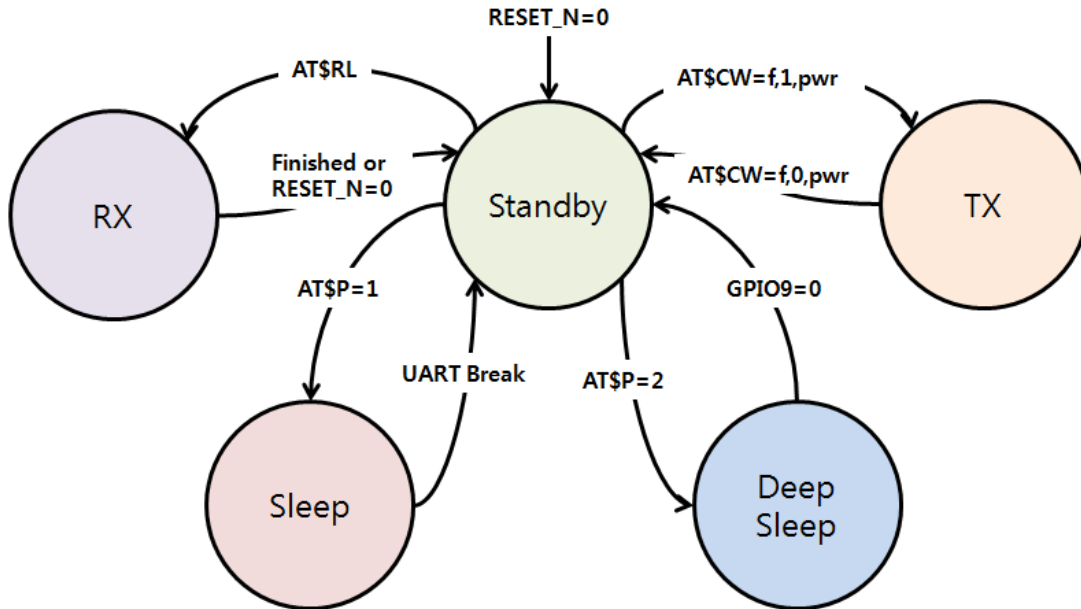 RESET_N=0
AT$RL
AT$CW=f,1,pwr
Finished or
RESET_N=0
AT$CW=f,0,pwr
RX
Standby
TX
AT$P=1
GPIO9=0
UART Break
AT$P=2
Sleep
Deep
Sleep